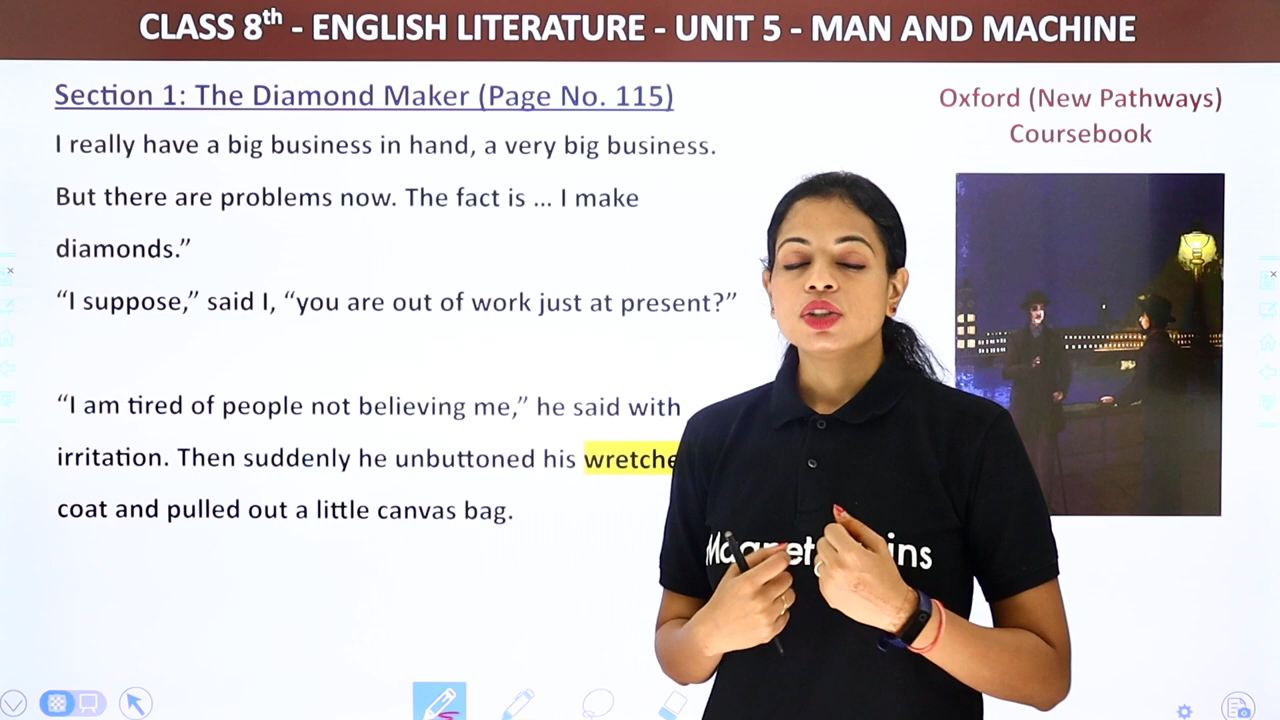 CLASS 8th - ENGLISH LITERATURE - UNIT 5 - MAN AND MACHINE
Section 1: The Diamond Maker (Page No. 115)
Oxford (New Pathways)
Coursebook
I really have a big business in hand, a very big business.
But there are problems now. The fact is ... I make
diamonds.”
“I suppose,” said I, “you are out of work just at present?”
“I am tired of people not believing me,” he said with
irritation. Then suddenly he unbuttoned his
coat and pulled out a little canvas bag.